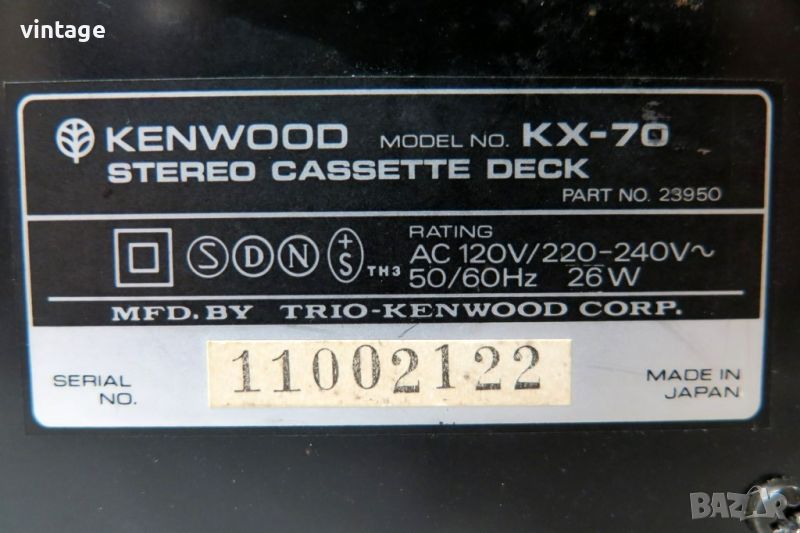 vintage
KENWOOD MODEL NO. KX-70
STEREO CASSETTE DECK
PART NO. 23950
S D N +S TH3
RATING
AC 120V/220-240V~
50/60Hz 26W
MFD. BY TRIO-KENWOOD CORP.
SERIAL NO.
11002122
MADE IN JAPAN
BAZAR